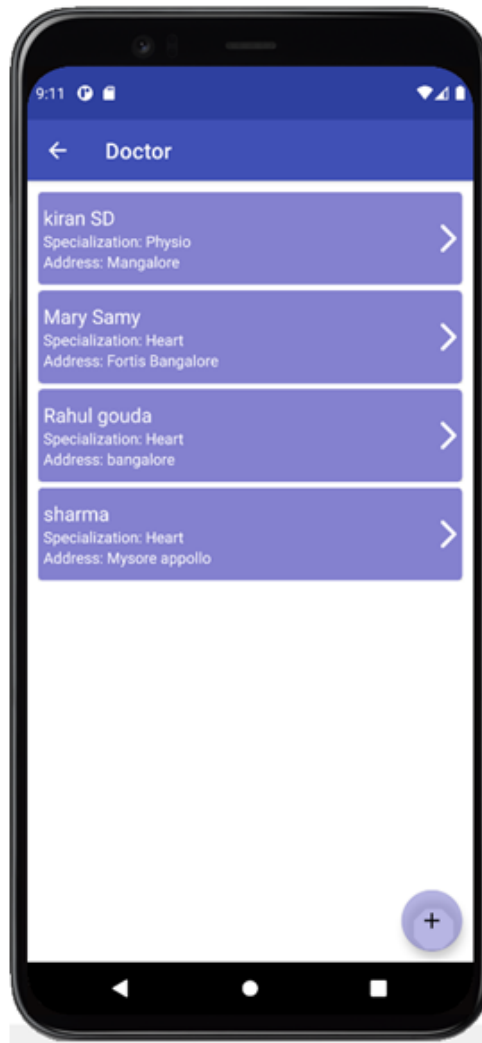 9:11
Doctor
kiran SD
Specialization: Physio
Address: Mangalore
Mary Samy
Specialization: Heart
Address: Fortis Bangalore
Rahul gouda
Specialization: Heart
Address: bangalore
sharma
Specialization: Heart
Address: Mysore appollo
+